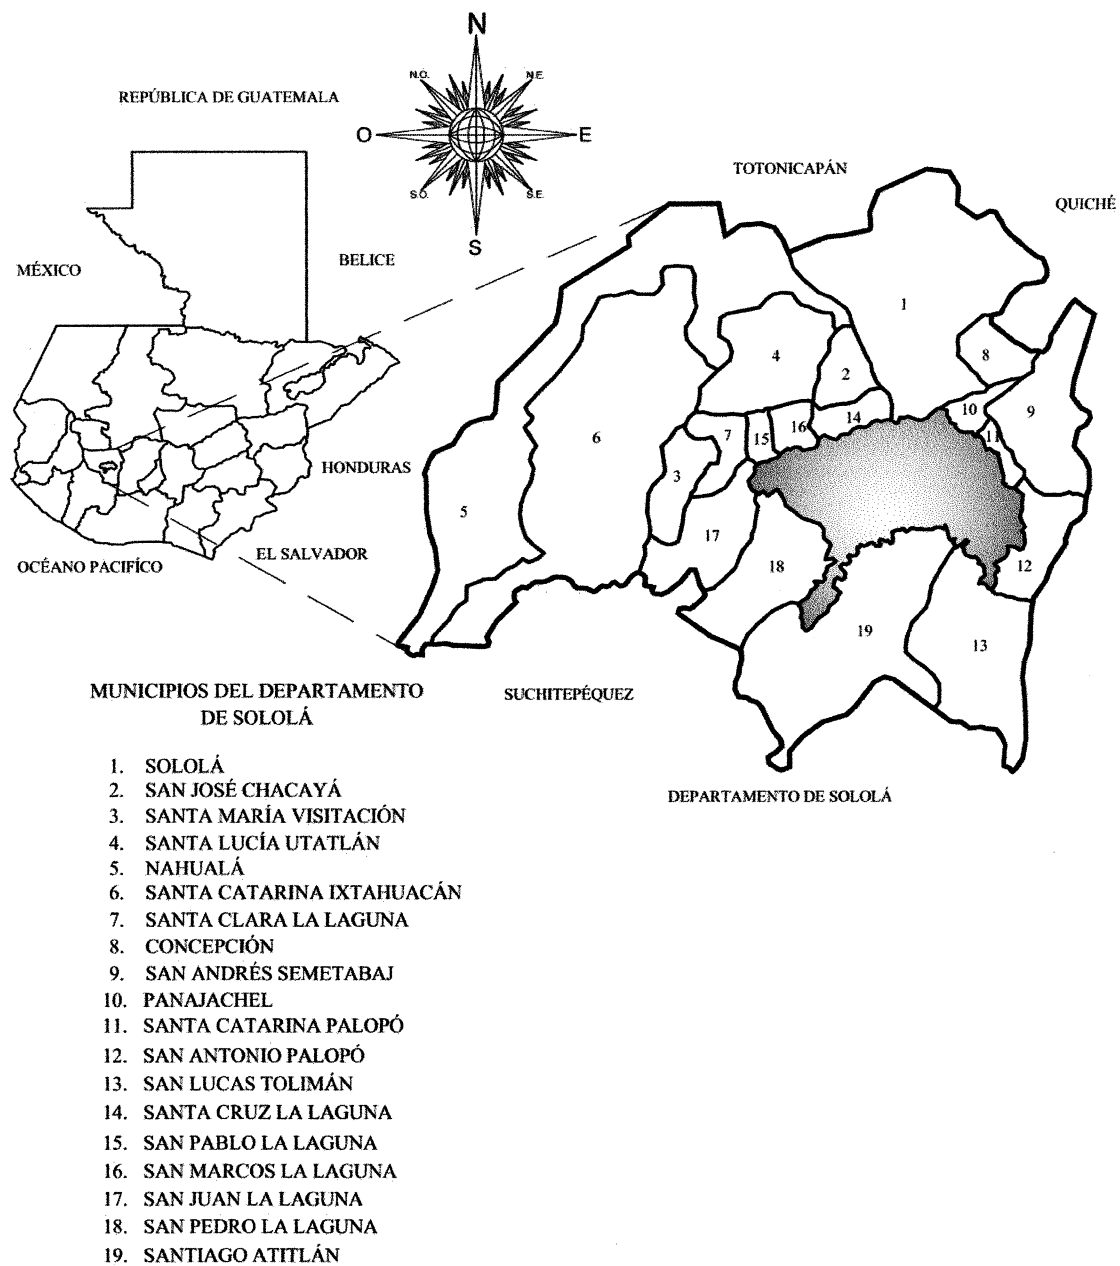 N
N.O.
N.E.
O
E
S.O.
S.E.
S
REPÚBLICA DE GUATEMALA
MÉXICO
BELICE
HONDURAS
EL SALVADOR
OCÉANO PACIFÍCO
TOTONICAPÁN
QUICHÉ
1
8
4
2
10
9
14
16
7
15
11
6
3
5
17
18
12
19
13
SUCHITEPÉQUEZ
DEPARTAMENTO DE SOLOLÁ
MUNICIPIOS DEL DEPARTAMENTO
DE SOLOLÁ
1. SOLOLÁ
2. SAN JOSÉ CHACAYÁ
3. SANTA MARÍA VISITACIÓN
4. SANTA LUCÍA UTATLÁN
5. NAHUALÁ
6. SANTA CATARINA IXTAHUACÁN
7. SANTA CLARA LA LAGUNA
8. CONCEPCIÓN
9. SAN ANDRÉS SEMETABAJ
10. PANAJACHEL
11. SANTA CATARINA PALOPÓ
12. SAN ANTONIO PALOPÓ
13. SAN LUCAS TOLIMÁN
14. SANTA CRUZ LA LAGUNA
15. SAN PABLO LA LAGUNA
16. SAN MARCOS LA LAGUNA
17. SAN JUAN LA LAGUNA
18. SAN PEDRO LA LAGUNA
19. SANTIAGO ATITLÁN